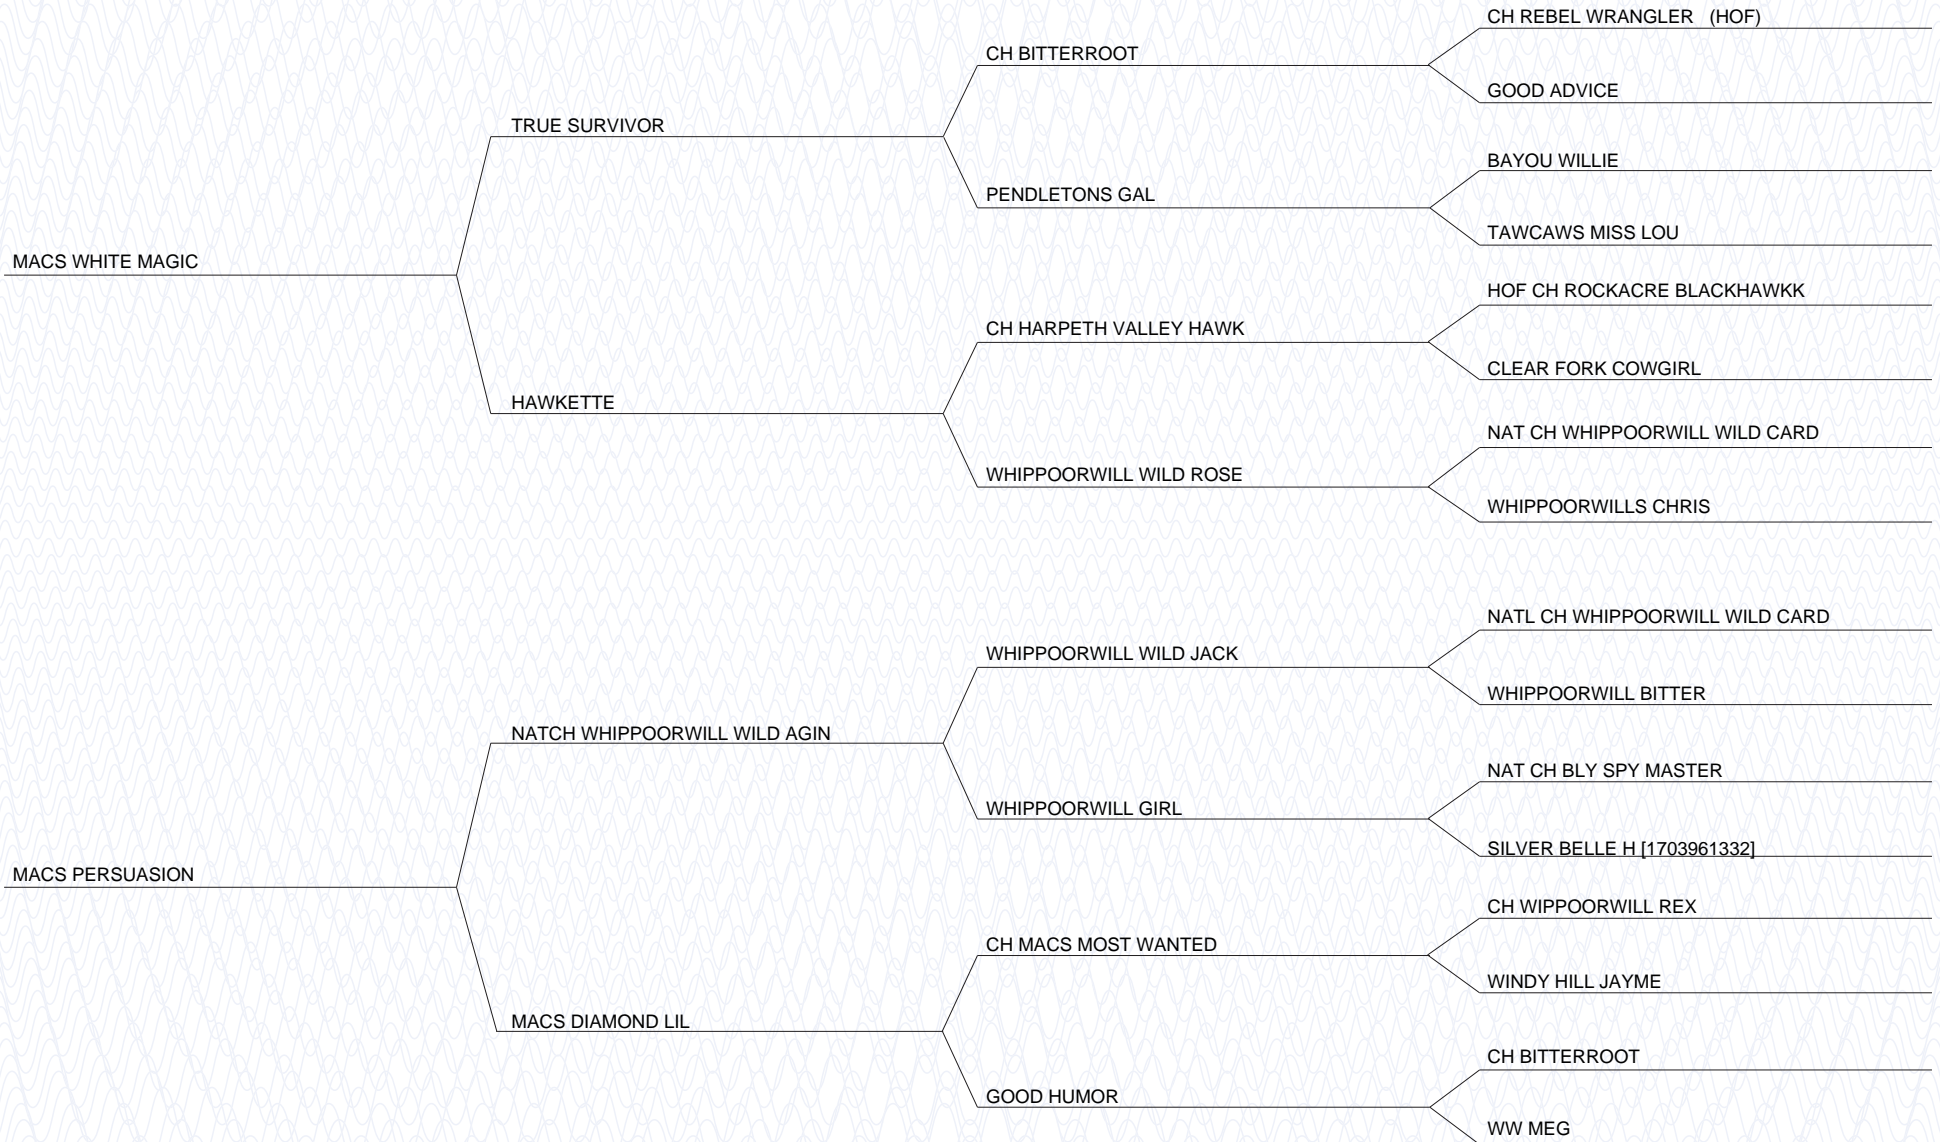 CH REBEL WRANGLER (HOF)
CH BITTERROOT
GOOD ADVICE
TRUE SURVIVOR
BAYOU WILLIE
PENDLETONS GAL
TAWCAWS MISS LOU
MACS WHITE MAGIC
HOF CH ROCKACRE BLACKHAWKK
CH HARPETH VALLEY HAWK
CLEAR FORK COWGIRL
HAWKETTE
NAT CH WHIPPOORWILL WILD CARD
WHIPPOORWILL WILD ROSE
WHIPPOORWILLS CHRIS
NATL CH WHIPPOORWILL WILD CARD
WHIPPOORWILL WILD JACK
WHIPPOORWILL BITTER
NATCH WHIPPOORWILL WILD AGIN
NAT CH BLY SPY MASTER
WHIPPOORWILL GIRL
SILVER BELLE H [1703961332]
MACS PERSUASION
CH WIPPOORWILL REX
CH MACS MOST WANTED
WINDY HILL JAYME
MACS DIAMOND LIL
CH BITTERROOT
GOOD HUMOR
WW MEG